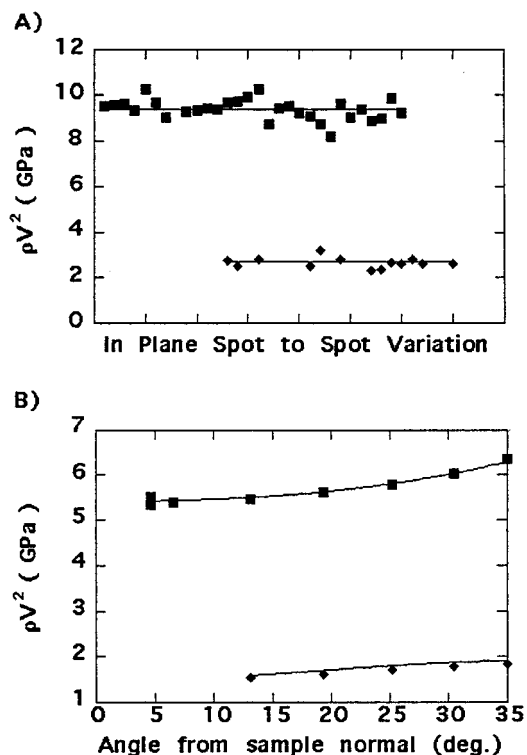 A)
12
10
8
6
4
2
0
ρV² ( GPa )
In Plane Spot to Spot Variation
B)
7
6
5
4
3
2
1
ρV² ( GPa )
0 5 10 15 20 25 30 35
Angle from sample normal (deg.)